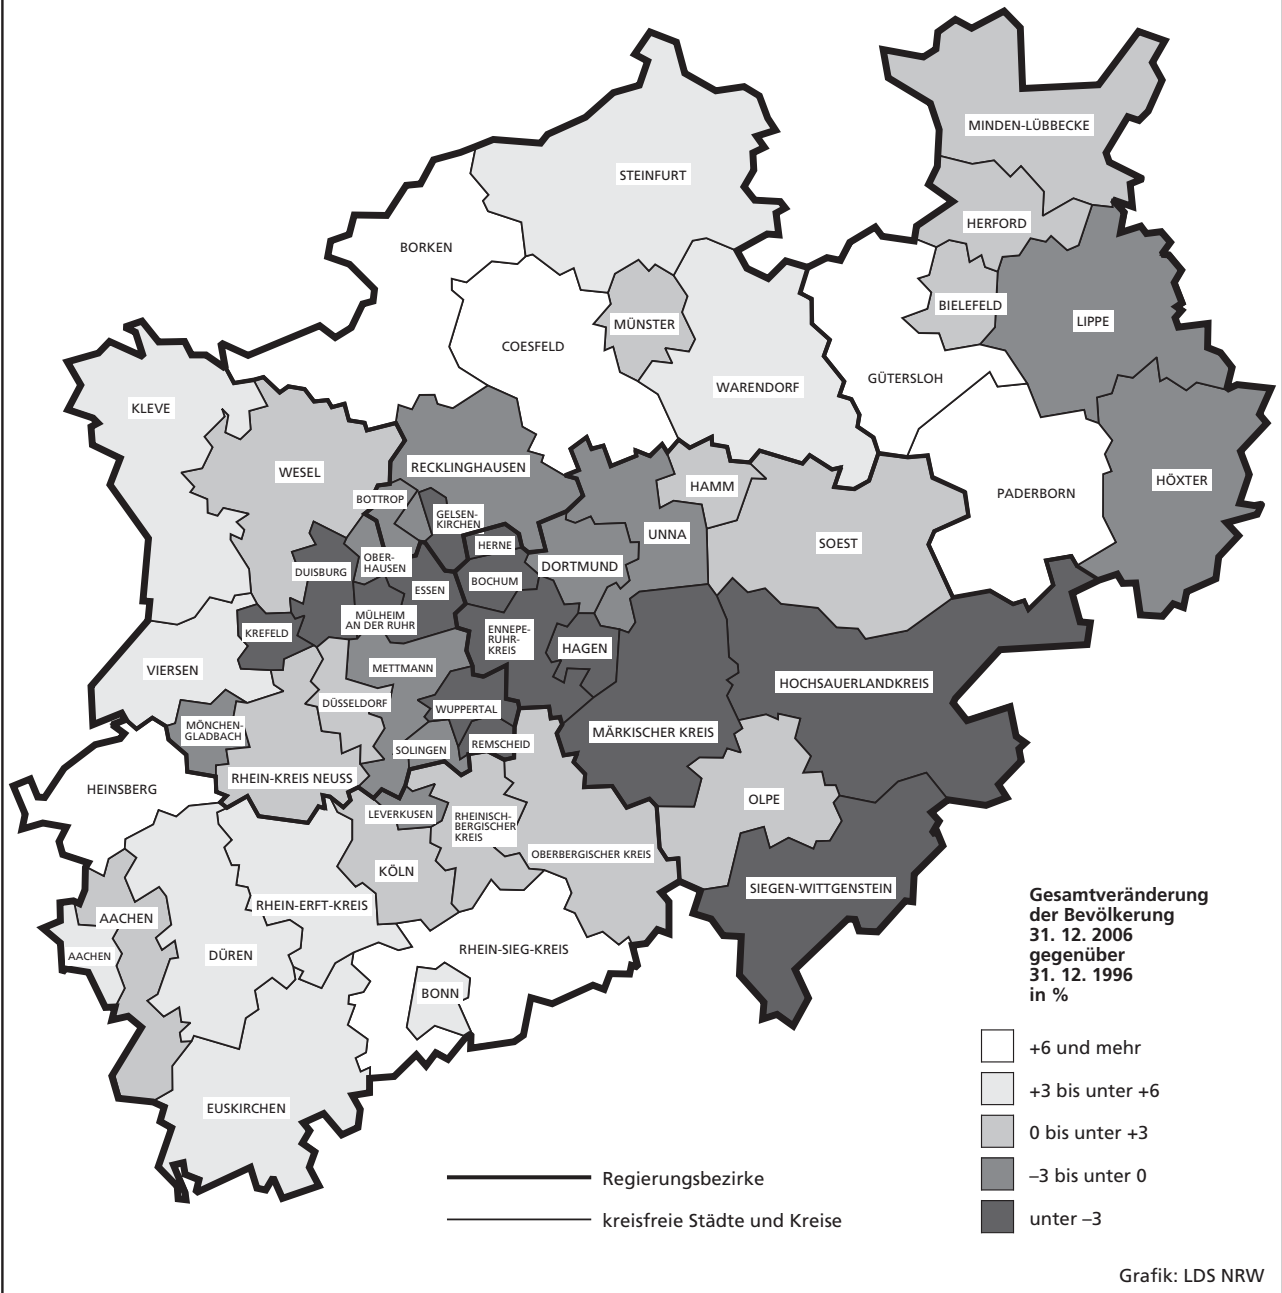 MINDEN-LÜBBECKE
STEINFURT
HERFORD
BORKEN
BIELEFELD
MÜNSTER
LIPPE
COESFELD
GÜTERSLOH
WARENDORF
KLEVE
RECKLINGHAUSEN
WESEL
HÖXTER
HAMM
PADERBORN
BOTTROP
GELSEN-
KIRCHEN
UNNA
SOEST
HERNE
OBER-
HAUSEN
DORTMUND
DUISBURG
BOCHUM
ESSEN
MÜLHEIM
AN DER RUHR
KREFELD
ENNEPE-
RUHR-
KREIS
HAGEN
METTMANN
VIERSEN
HOCHSAUERLANDKREIS
DÜSSELDORF
WUPPERTAL
MÖNCHEN-
GLADBACH
MÄRKISCHER KREIS
REMSCHEID
SOLINGEN
RHEIN-KREIS NEUSS
HEINSBERG
OLPE
LEVERKUSEN
RHEINISCH-
BERGISCHER
KREIS
OBERBERGISCHER KREIS
KÖLN
SIEGEN-WITTGENSTEIN
RHEIN-ERFT-KREIS
AACHEN
RHEIN-SIEG-KREIS
DÜREN
AACHEN
BONN
EUSKIRCHEN
Gesamtveränderung
der Bevölkerung
31. 12. 2006
gegenüber
31. 12. 1996
in %
+6 und mehr
+3 bis unter +6
0 bis unter +3
–3 bis unter 0
unter –3
Regierungsbezirke
kreisfreie Städte und Kreise
Grafik: LDS NRW